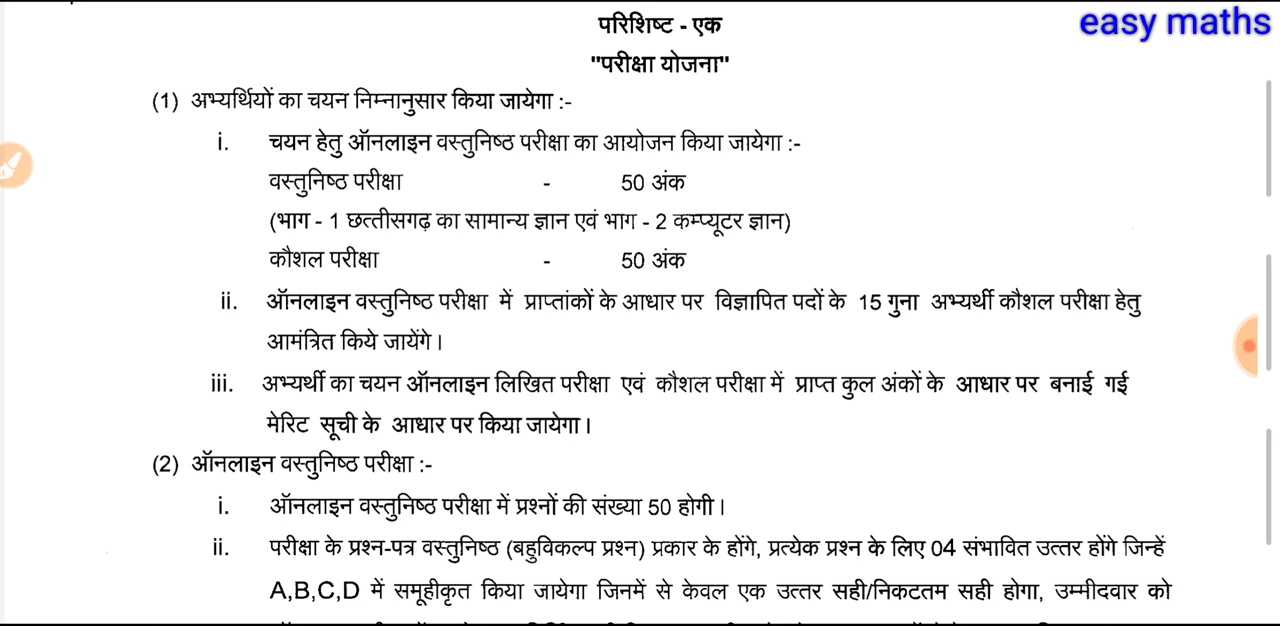 easy maths
परिशिष्ट - एक
"परीक्षा योजना"
(1) अभ्यर्थियों का चयन निम्नानुसार किया जायेगा :-
i. चयन हेतु ऑनलाइन वस्तुनिष्ठ परीक्षा का आयोजन किया जायेगा :-
वस्तुनिष्ठ परीक्षा - 50 अंक
(भाग - 1 छत्तीसगढ़ का सामान्य ज्ञान एवं भाग - 2 कम्प्यूटर ज्ञान)
कौशल परीक्षा - 50 अंक
ii. ऑनलाइन वस्तुनिष्ठ परीक्षा में प्राप्तांकों के आधार पर विज्ञापित पदों के 15 गुना अभ्यर्थी कौशल परीक्षा हेतु
आमंत्रित किये जायेंगे।
iii. अभ्यर्थी का चयन ऑनलाइन लिखित परीक्षा एवं कौशल परीक्षा में प्राप्त कुल अंकों के आधार पर बनाई गई
मेरिट सूची के आधार पर किया जायेगा।
(2) ऑनलाइन वस्तुनिष्ठ परीक्षा :-
i. ऑनलाइन वस्तुनिष्ठ परीक्षा में प्रश्नों की संख्या 50 होगी।
ii. परीक्षा के प्रश्न-पत्र वस्तुनिष्ठ (बहुविकल्प प्रश्न) प्रकार के होंगे, प्रत्येक प्रश्न के लिए 04 संभावित उत्तर होंगे जिन्हें
A,B,C,D में समूहीकृत किया जायेगा जिनमें से केवल एक उत्तर सही/निकटतम सही होगा, उम्मीदवार को